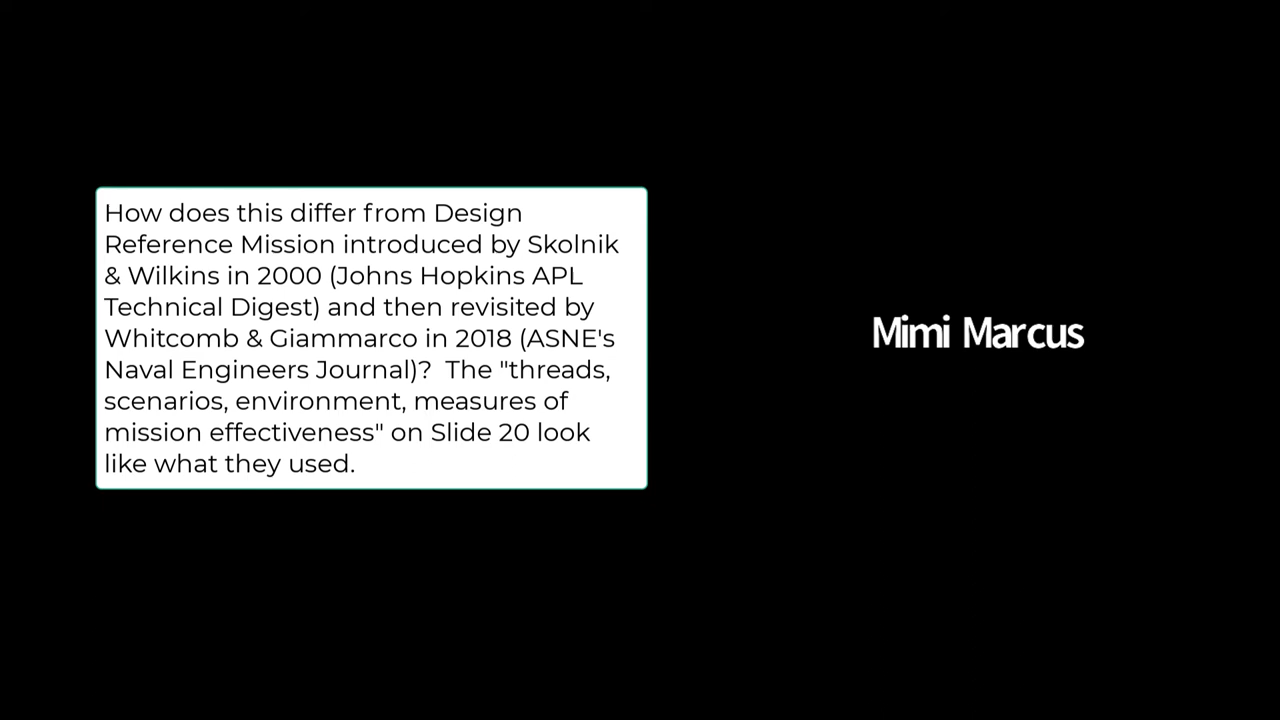 How does this differ from Design
Reference Mission introduced by Skolnik
& Wilkins in 2000 (Johns Hopkins APL
Technical Digest) and then revisited by
Whitcomb & Giammarco in 2018 (ASNE's
Naval Engineers Journal)?  The "threads,
scenarios, environment, measures of
mission effectiveness" on Slide 20 look
like what they used.
Mimi Marcus